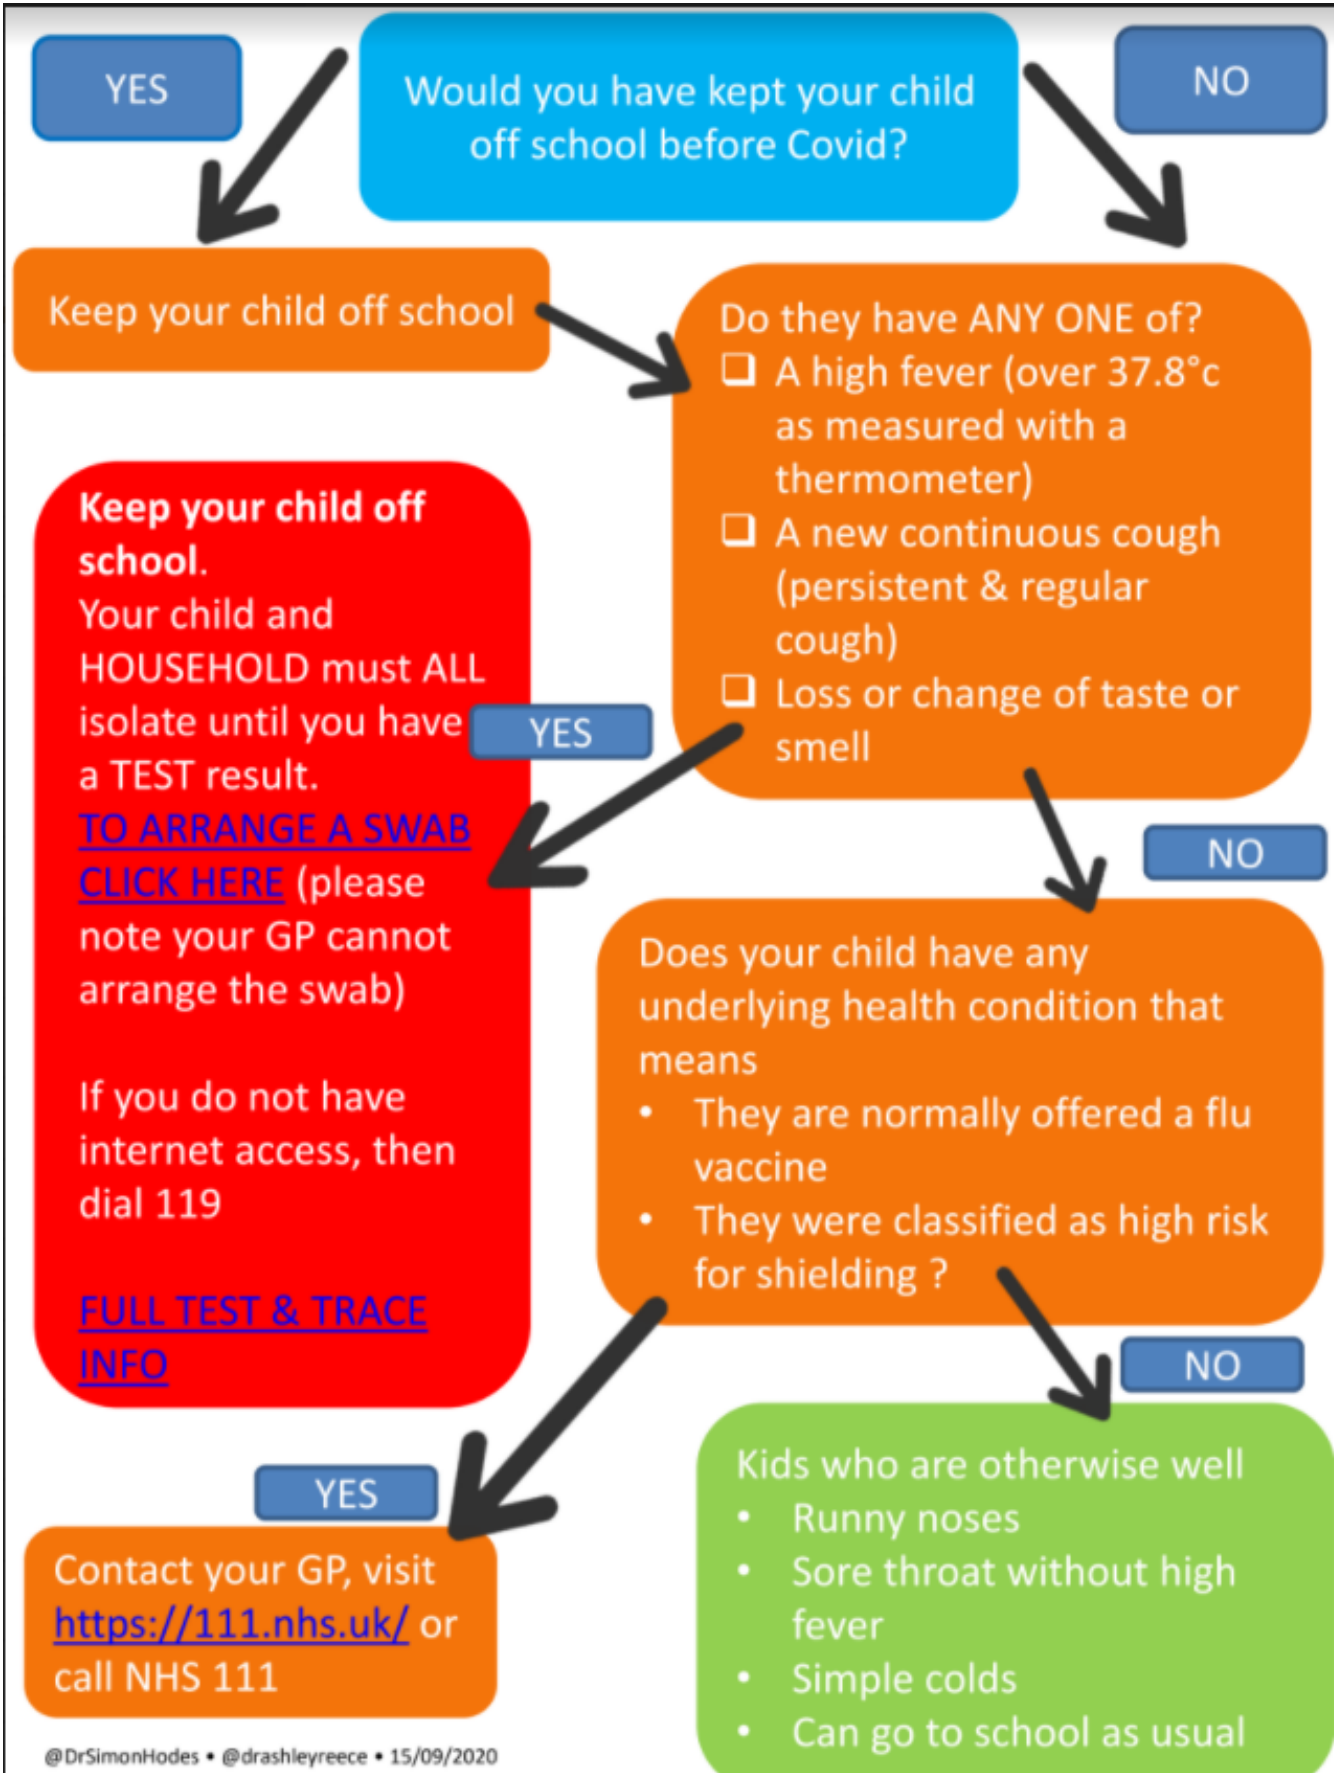 YES
Would you have kept your child
off school before Covid?
NO
Keep your child off school
Do they have ANY ONE of?
A high fever (over 37.8°c
as measured with a
thermometer)
A new continuous cough
(persistent & regular
cough)
Loss or change of taste or
smell
Keep your child off
school.
Your child and
HOUSEHOLD must ALL
isolate until you have
a TEST result.
TO ARRANGE A SWAB
CLICK HERE (please
note your GP cannot
arrange the swab)
If you do not have
internet access, then
dial 119
FULL TEST & TRACE
INFO
YES
NO
Does your child have any
underlying health condition that
means
• They are normally offered a flu
vaccine
• They were classified as high risk
for shielding ?
YES
NO
Contact your GP, visit
https://111.nhs.uk/ or
call NHS 111
Kids who are otherwise well
• Runny noses
• Sore throat without high
fever
• Simple colds
• Can go to school as usual
@DrSimonHodes • @drashleyreece • 15/09/2020